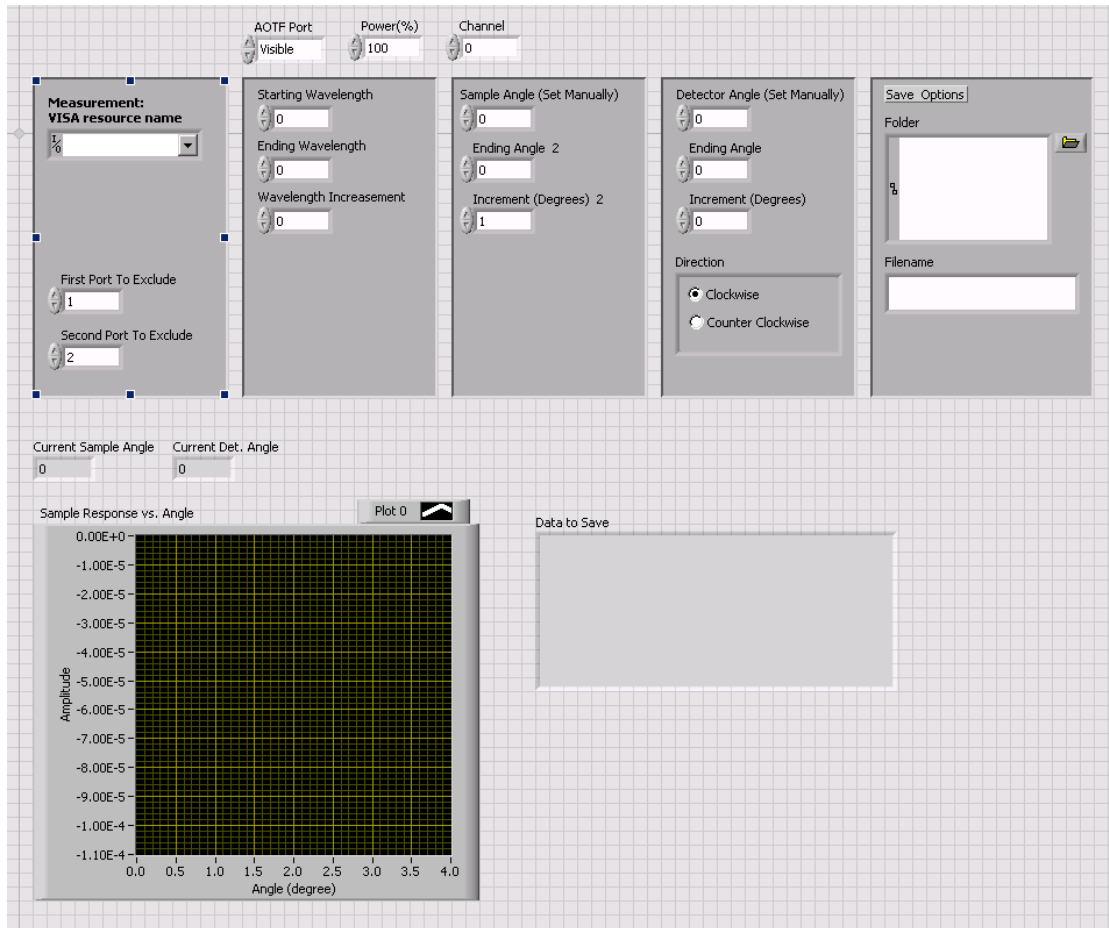 AOTF Port
Power(%)
Channel
Visible
100
0
Measurement:
VISA resource name
First Port To Exclude
1
Second Port To Exclude
2
Starting Wavelength
0
Ending Wavelength
0
Wavelength Increasement
0
Sample Angle (Set Manually)
0
Ending Angle 2
0
Increment (Degrees) 2
1
Detector Angle (Set Manually)
0
Ending Angle
0
Increment (Degrees)
0
Direction
Clockwise
Counter Clockwise
Save Options
Folder
Filename
Current Sample Angle
0
Current Det. Angle
0
Sample Response vs. Angle
Plot 0
0.00E+0
-1.00E-5
-2.00E-5
-3.00E-5
-4.00E-5
-5.00E-5
-6.00E-5
-7.00E-5
-8.00E-5
-9.00E-5
-1.00E-4
-1.10E-4
Amplitude
0.0 0.5 1.0 1.5 2.0 2.5 3.0 3.5 4.0
Angle (degree)
Data to Save